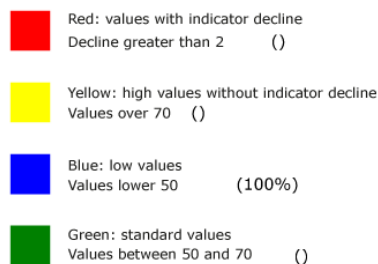 Red: values with indicator decline
Decline greater than 2 ()
Yellow: high values without indicator decline
Values over 70 ()
Blue: low values
Values lower 50 (100%)
Green: standard values
Values between 50 and 70 ()